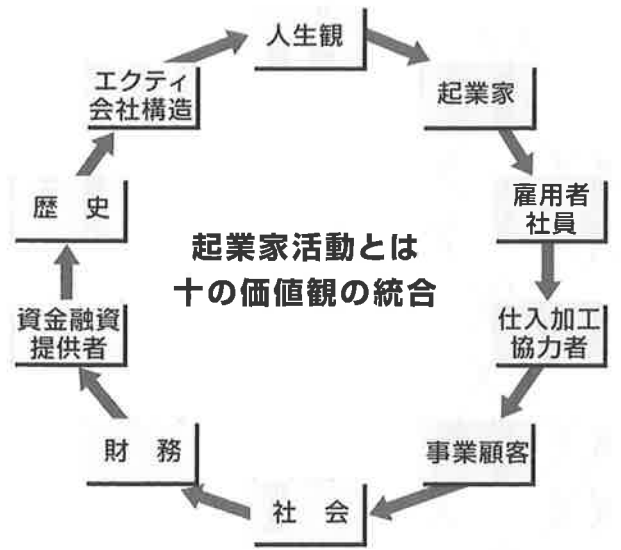 人生観
起業家
雇用者
社員
仕入加工
協力者
事業顧客
社　会
財　務
資金融資
提供者
歴　史
エクティ
会社構造
起業家活動とは
十の価値観の統合